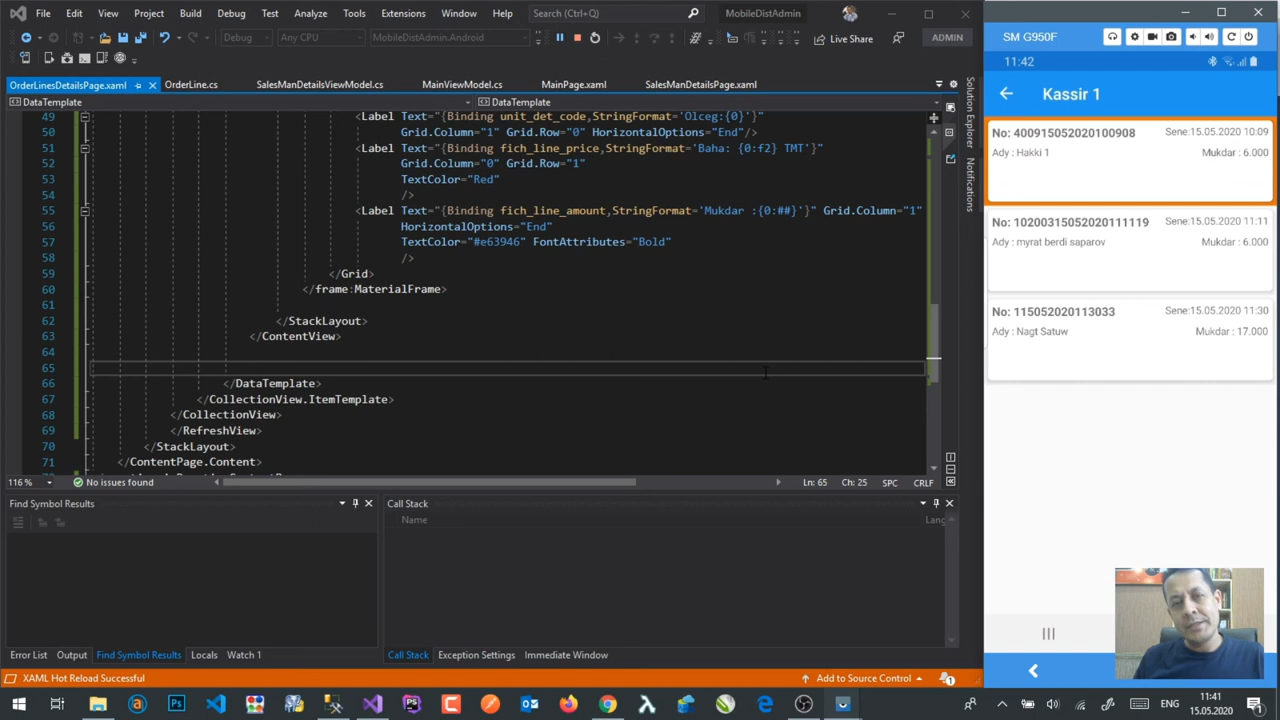 File Edit View Project Build Debug Test Analyze Tools Extensions Window Help Search (Ctrl+Q) MobileDistAdmin
Debug Any CPU MobileDistAdmin.Android Live Share ADMIN
OrderLinesDetailsPage.xaml OrderLine.cs SalesManDetailsViewModel.cs MainViewModel.cs MainPage.xaml SalesManDetailsPage.xaml
DataTemplate DataTemplate
49 <Label Text="{Binding unit_det_code,StringFormat='Olceg:{0}'}"
50 Grid.Column="1" Grid.Row="0" HorizontalOptions="End"/>
51 <Label Text="{Binding fich_line_price,StringFormat='Baha: {0:f2} TMT'}"
52 Grid.Column="0" Grid.Row="1"
53 TextColor="Red"
54 />
55 <Label Text="{Binding fich_line_amount,StringFormat='Mukdar :{0:##}'}" Grid.Column="1"
56 HorizontalOptions="End"
57 TextColor="#e63946" FontAttributes="Bold"
58 />
59 </Grid>
60 </frame:MaterialFrame>
61
62 </StackLayout>
63 </ContentView>
64
65
66 </DataTemplate>
67 </CollectionView.ItemTemplate>
68 </CollectionView>
69 </RefreshView>
70 </StackLayout>
71 </ContentPage.Content>
116 % No issues found Ln: 65 Ch: 25 SPC CRLF
Find Symbol Results
Call Stack
Name Lang
Error List Output Find Symbol Results Locals Watch 1
Call Stack Exception Settings Immediate Window
XAML Hot Reload Successful Add to Source Control 1
Solution Explorer
Notifications
SM G950F
11:42
Kassir 1
No: 400915052020100908 Sene:15.05.2020 10:09
Ady : Hakki 1 Mukdar : 6.000
No: 10200315052020111119 Sene:15.05.2020 11:11
Ady : myrat berdi saparov Mukdar : 6.000
No: 115052020113033 Sene:15.05.2020 11:30
Ady : Nagt Satuw Mukdar : 17.000
Ps PS
ENG 11:41
15.05.2020